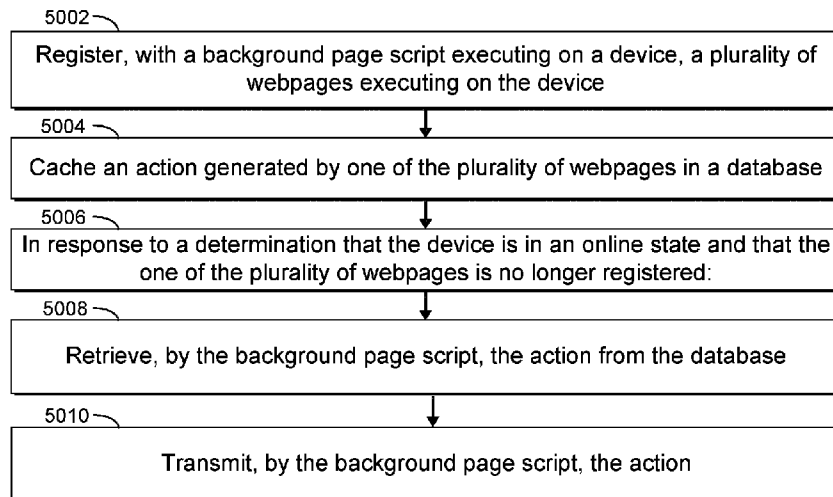 5002
Register, with a background page script executing on a device, a plurality of
webpages executing on the device
5004
Cache an action generated by one of the plurality of webpages in a database
5006
In response to a determination that the device is in an online state and that the
one of the plurality of webpages is no longer registered:
5008
Retrieve, by the background page script, the action from the database
5010
Transmit, by the background page script, the action